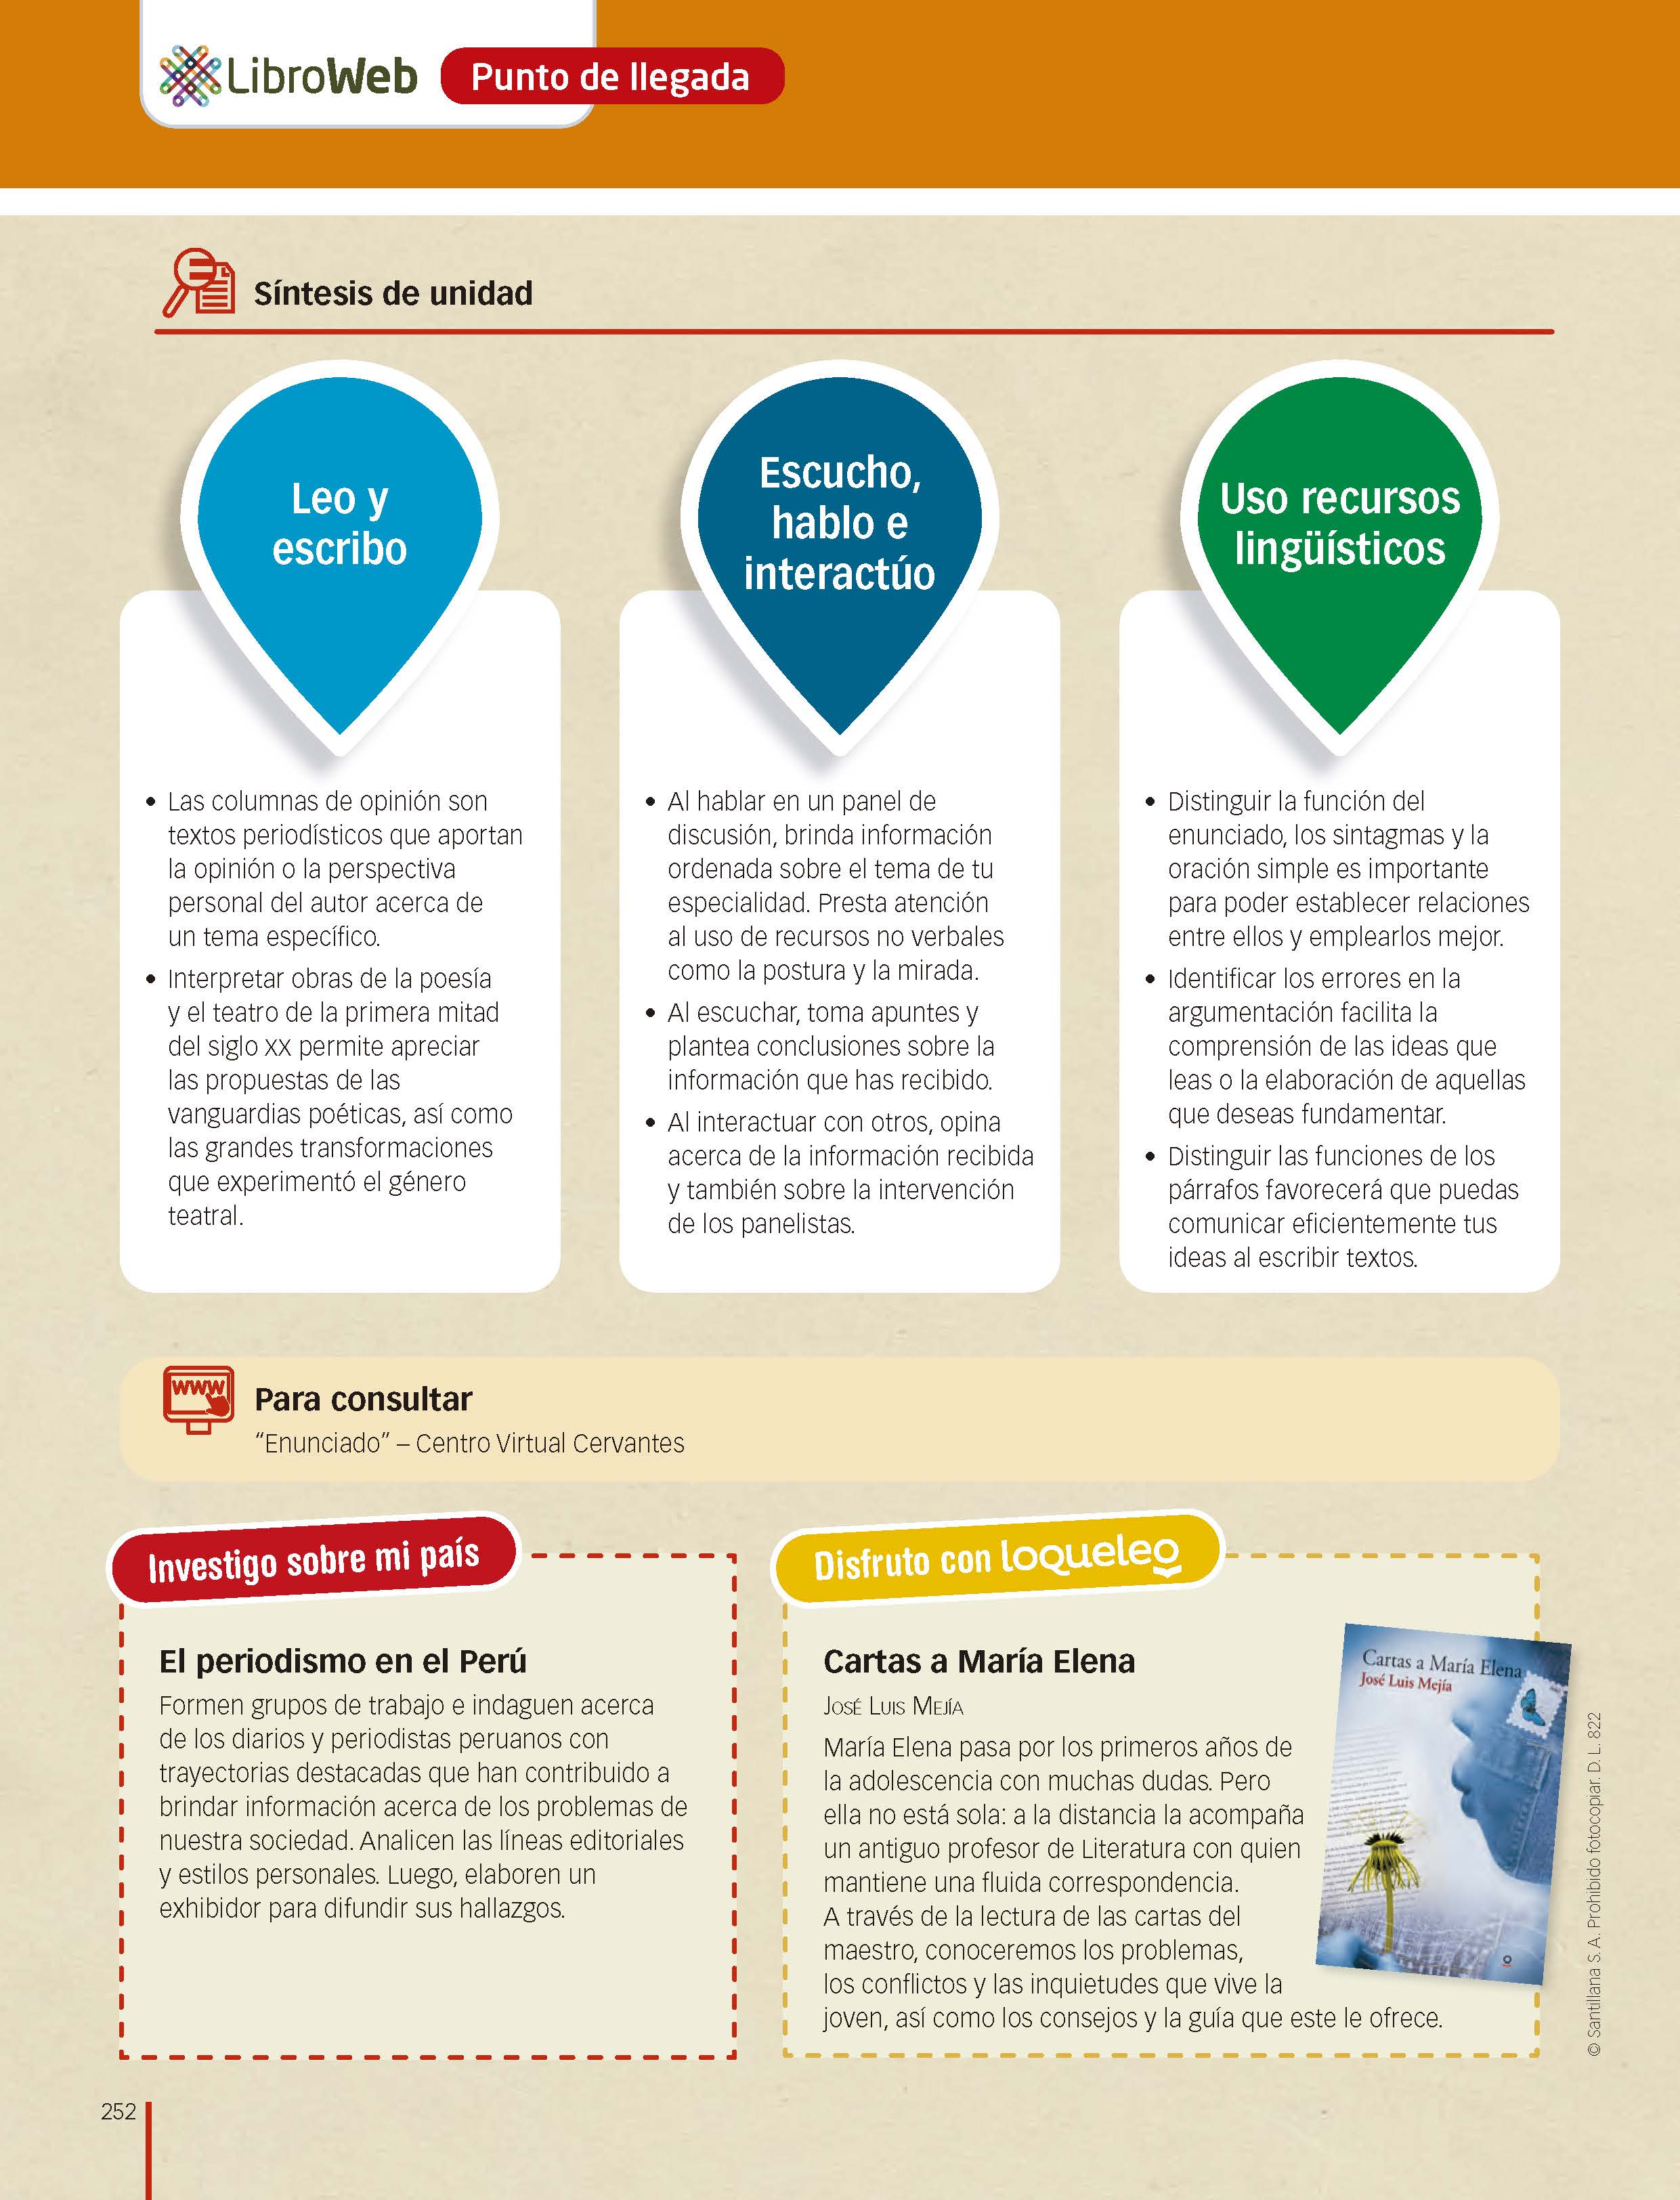 LibroWeb
Punto de llegada
Síntesis de unidad
Leo y
escribo
• Las columnas de opinión son
textos periodísticos que aportan
la opinión o la perspectiva
personal del autor acerca de
un tema específico.
• Interpretar obras de la poesía
y el teatro de la primera mitad
del siglo XX permite apreciar
las propuestas de las
vanguardias poéticas, así como
las grandes transformaciones
que experimentó el género
teatral.
Escucho,
hablo e
interactúo
• Al hablar en un panel de
discusión, brinda información
ordenada sobre el tema de tu
especialidad. Presta atención
al uso de recursos no verbales
como la postura y la mirada.
• Al escuchar, toma apuntes y
plantea conclusiones sobre la
información que has recibido.
• Al interactuar con otros, opina
acerca de la información recibida
y también sobre la intervención
de los panelistas.
Uso recursos
lingüísticos
• Distinguir la función del
enunciado, los sintagmas y la
oración simple es importante
para poder establecer relaciones
entre ellos y emplearlos mejor.
• Identificar los errores en la
argumentación facilita la
comprensión de las ideas que
leas o la elaboración de aquellas
que deseas fundamentar.
• Distinguir las funciones de los
párrafos favorecerá que puedas
comunicar eficientemente tus
ideas al escribir textos.
www
Para consultar
“Enunciado” – Centro Virtual Cervantes
Investigo sobre mi país
El periodismo en el Perú
Formen grupos de trabajo e indaguen acerca
de los diarios y periodistas peruanos con
trayectorias destacadas que han contribuido a
brindar información acerca de los problemas de
nuestra sociedad. Analicen las líneas editoriales
y estilos personales. Luego, elaboren un
exhibidor para difundir sus hallazgos.
Disfruto con loqueleo
Cartas a María Elena
José Luis Mejía
María Elena pasa por los primeros años de
la adolescencia con muchas dudas. Pero
ella no está sola: a la distancia la acompaña
un antiguo profesor de Literatura con quien
mantiene una fluida correspondencia.
A través de la lectura de las cartas del
maestro, conoceremos los problemas,
los conflictos y las inquietudes que vive la
joven, así como los consejos y la guía que este le ofrece.
Cartas a María Elena
José Luis Mejía
© Santillana S. A. Prohibido fotocopiar. D. L. 822
252